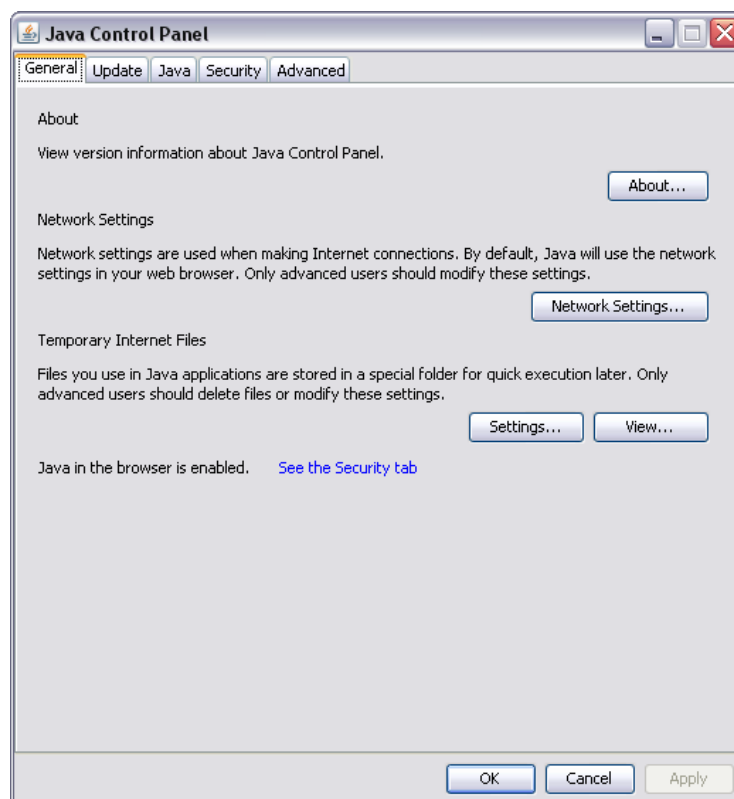 Java Control Panel
General Update Java Security Advanced
About
View version information about Java Control Panel.
About...
Network Settings
Network settings are used when making Internet connections. By default, Java will use the network
settings in your web browser. Only advanced users should modify these settings.
Network Settings...
Temporary Internet Files
Files you use in Java applications are stored in a special folder for quick execution later. Only
advanced users should delete files or modify these settings.
Settings... View...
Java in the browser is enabled. See the Security tab
OK Cancel Apply